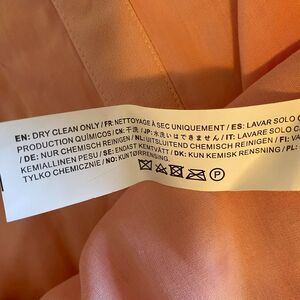 EN: DRY CLEAN ONLY / FR: NETTOYAGE À SEC UNIQUEMENT / ES: LAVAR SOLO C
PRODUCTION QUÍMICOS / CN: 干洗 / JP: 水洗いはできません / IT: LAVARE SOLO
/ DE: NUR CHEMISCH REINIGEN / NL: UITSLUITEND CHEMISCH REINIGEN / FI:
KEMIALLINEN PESU / SE: ENDAST KEMTVÄTT / DK: KUN KEMISK RENSNING / PL:
TYLKO CHEMICZNIE / NO: KUN TØRRENSING.
P